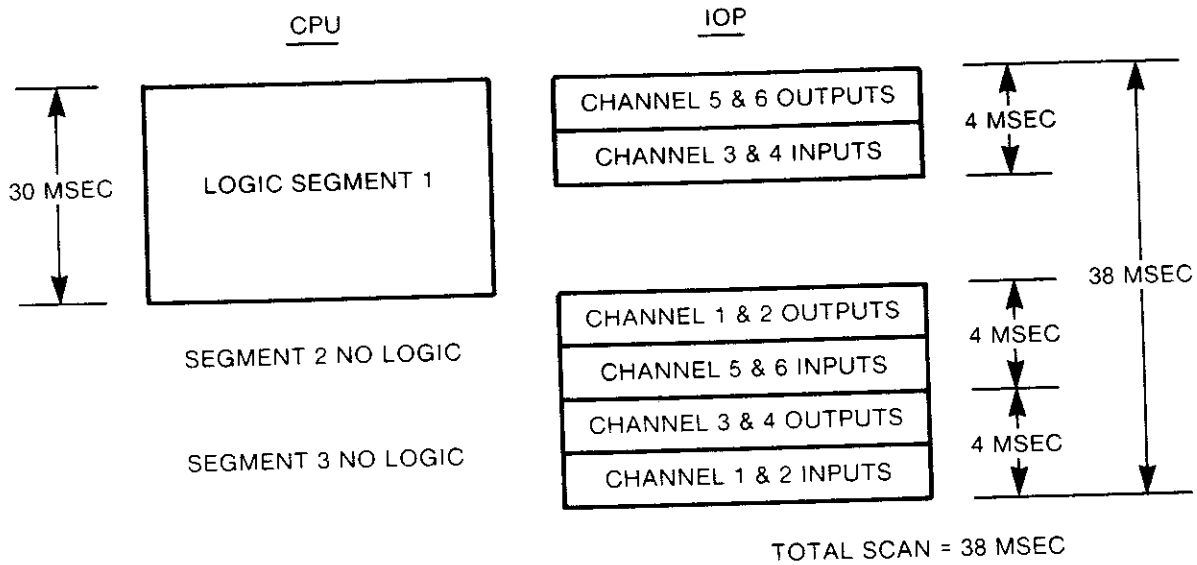 CPU
IOP
30 MSEC
LOGIC SEGMENT 1
CHANNEL 5 & 6 OUTPUTS
CHANNEL 3 & 4 INPUTS
4 MSEC
38 MSEC
SEGMENT 2 NO LOGIC
SEGMENT 3 NO LOGIC
CHANNEL 1 & 2 OUTPUTS
CHANNEL 5 & 6 INPUTS
CHANNEL 3 & 4 OUTPUTS
CHANNEL 1 & 2 INPUTS
4 MSEC
4 MSEC
TOTAL SCAN = 38 MSEC